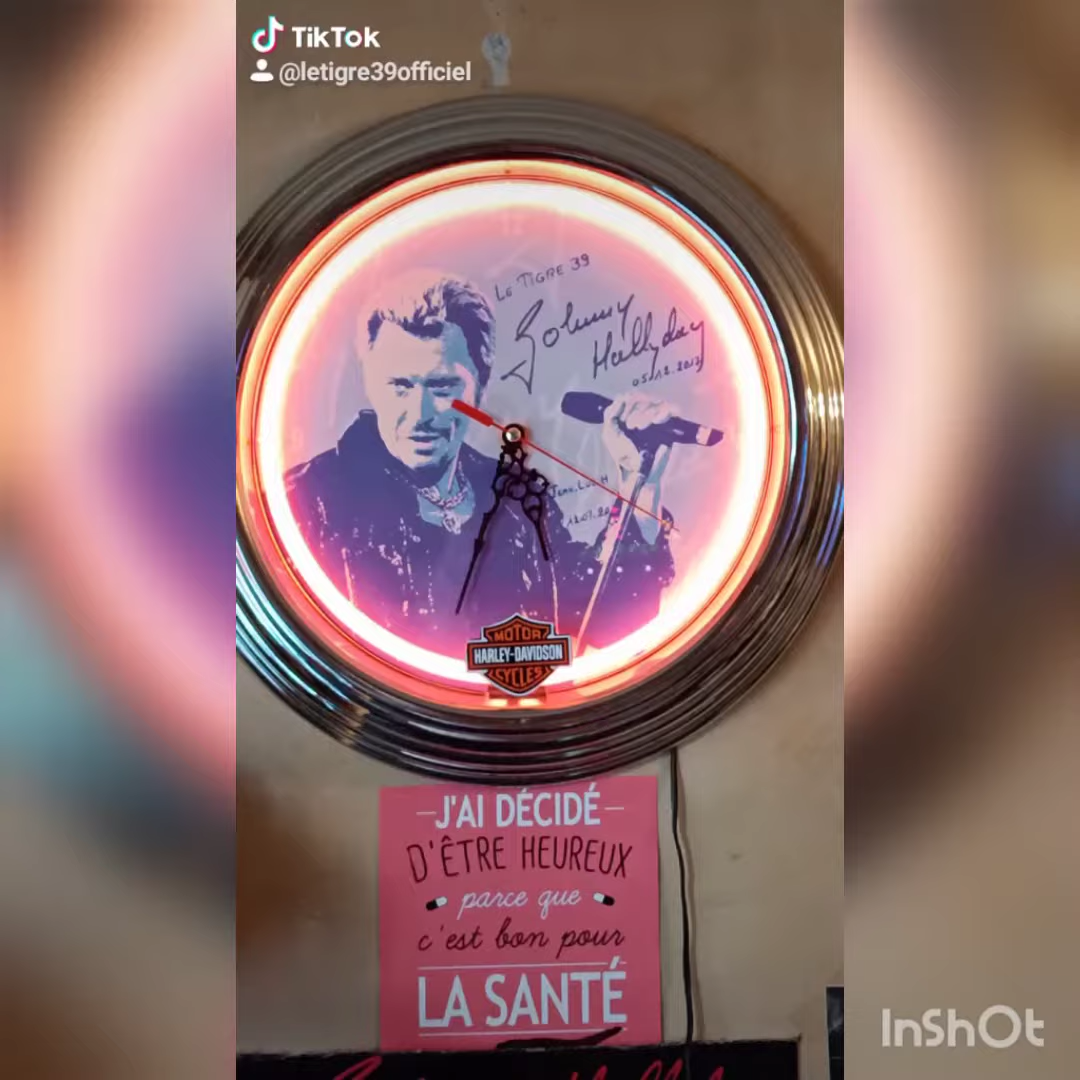 TikTok
@letigre39officiel
LE TIGRE 39
Johnny
Hallyday
05.12.2017
MOTOR
HARLEY-DAVIDSON
CYCLES
J'AI DÉCIDÉ
D'ÊTRE HEUREUX
parce que
c'est bon pour
LA SANTÉ
InShOt